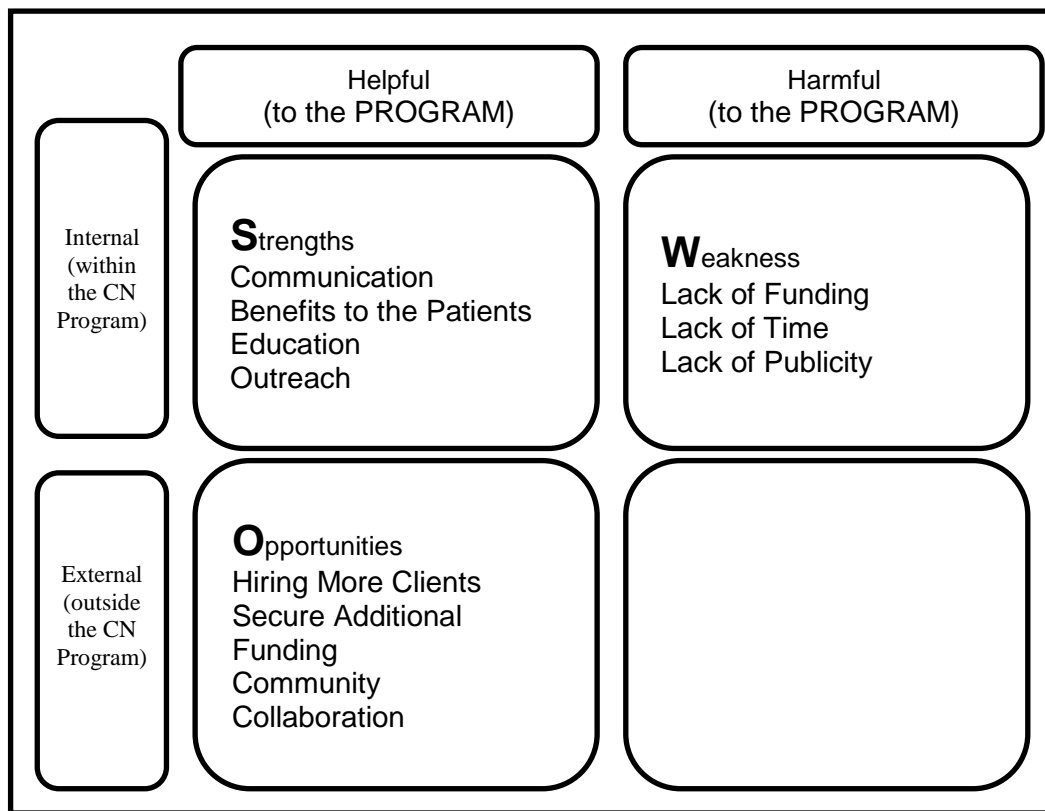 Helpful
(to the PROGRAM)
Harmful
(to the PROGRAM)
Internal
(within
the CN
Program)
Strengths
Communication
Benefits to the Patients
Education
Outreach
Weakness
Lack of Funding
Lack of Time
Lack of Publicity
External
(outside
the CN
Program)
Opportunities
Hiring More Clients
Secure Additional
Funding
Community
Collaboration